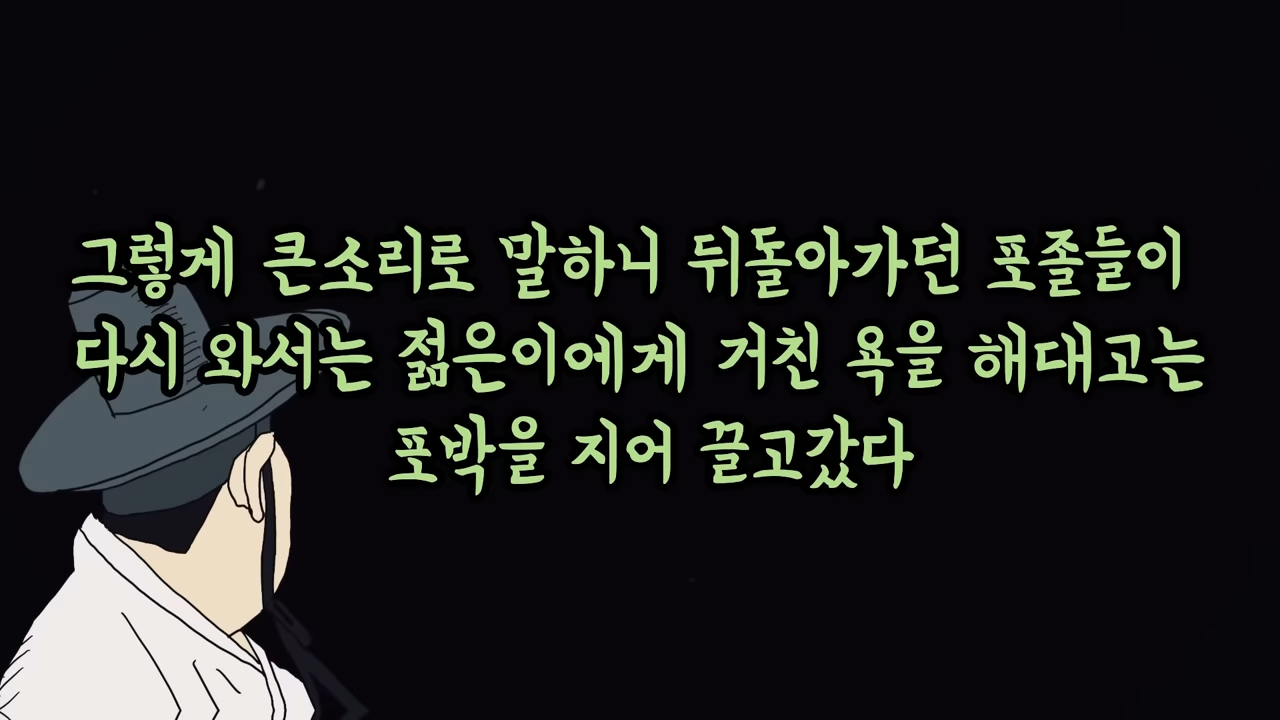 그렇게 큰소리로 말하니 뒤돌아가던 포졸들이
다시 와서는 젊은이에게 거친 욕을 해대고는
포박을 지어 끌고갔다